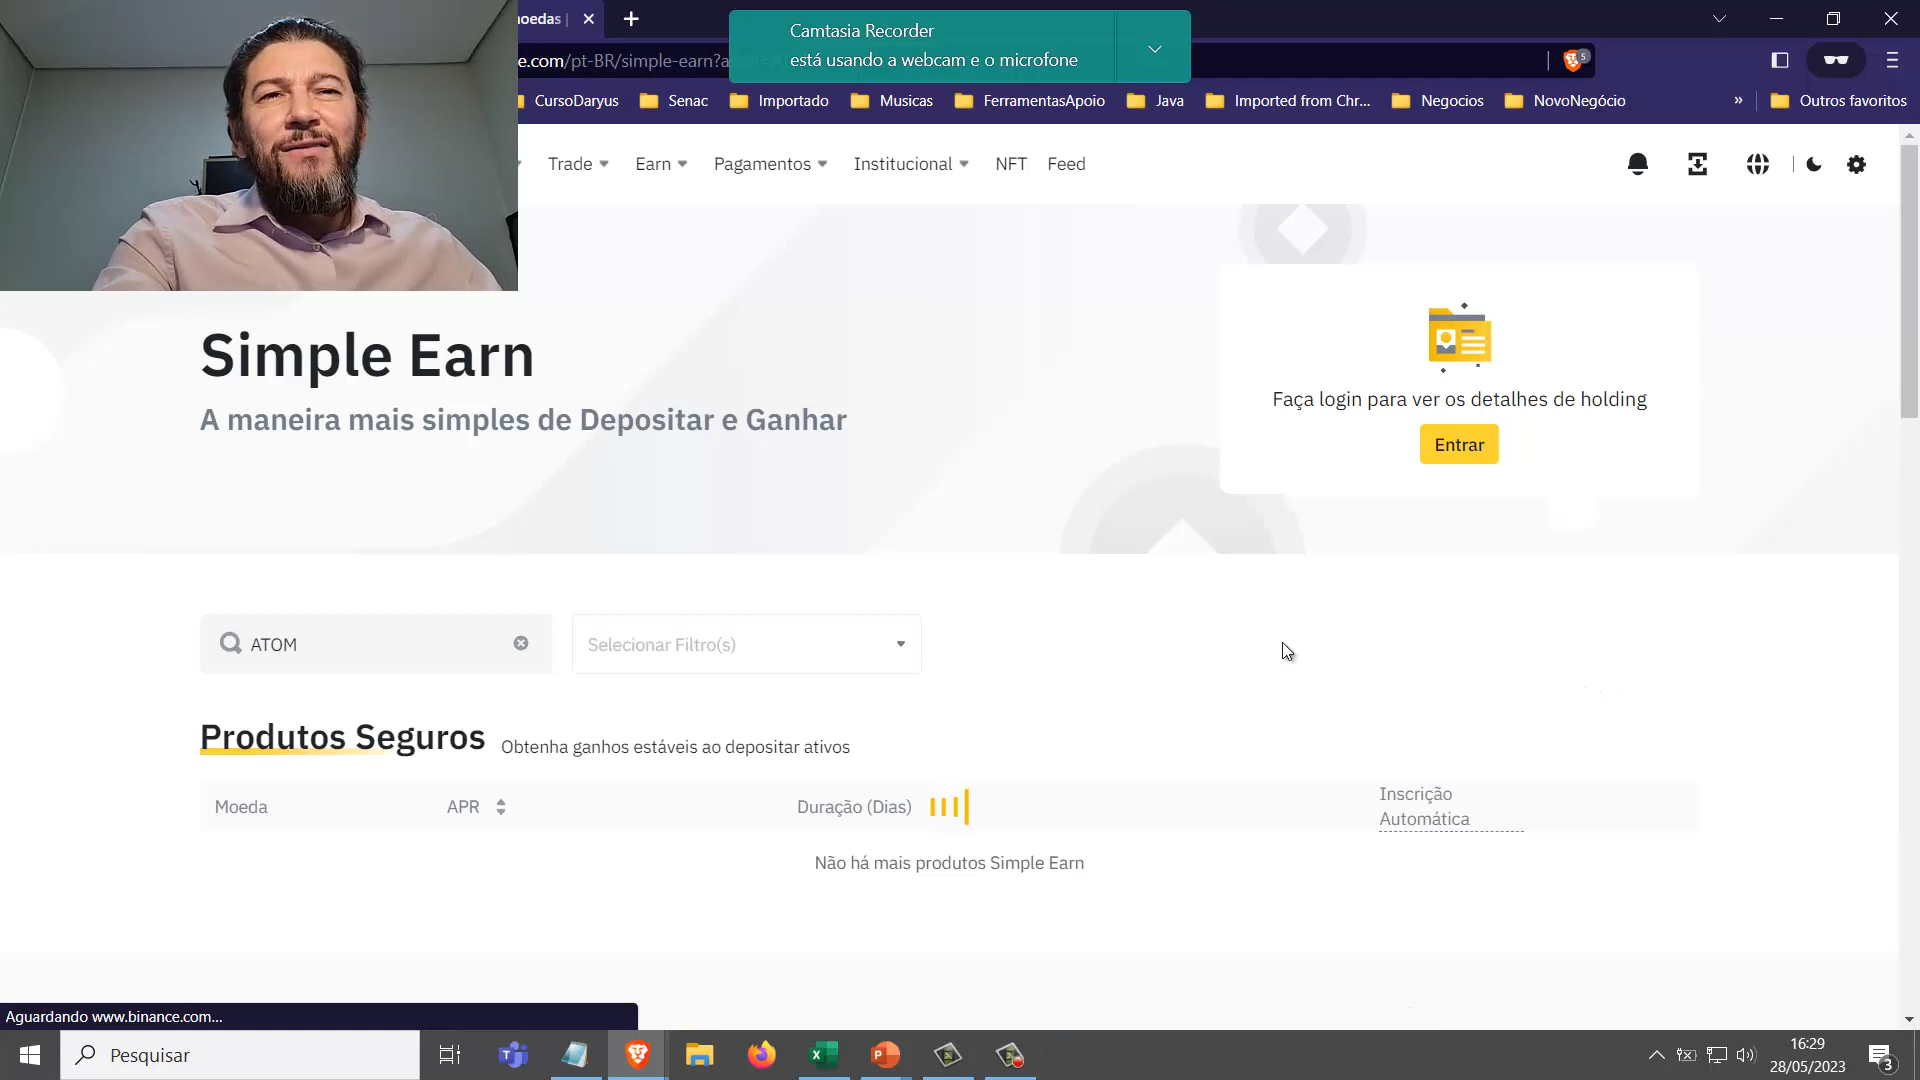 oedas |
Camtasia Recorder
está usando a webcam e o microfone
e.com/pt-BR/simple-earn?a
5
CursoDaryus
Senac
Importado
Musicas
FerramentasApoio
Java
Imported from Chr...
Negocios
NovoNegócio
»
Outros favoritos
Trade
Earn
Pagamentos
Institucional
NFT
Feed
Simple Earn
A maneira mais simples de Depositar e Ganhar
Faça login para ver os detalhes de holding
Entrar
ATOM
Selecionar Filtro(s)
Produtos Seguros
Obtenha ganhos estáveis ao depositar ativos
Moeda
APR
Duração (Dias)
Inscrição
Automática
Não há mais produtos Simple Earn
Aguardando www.binance.com...
Pesquisar
16:29
28/05/2023
3